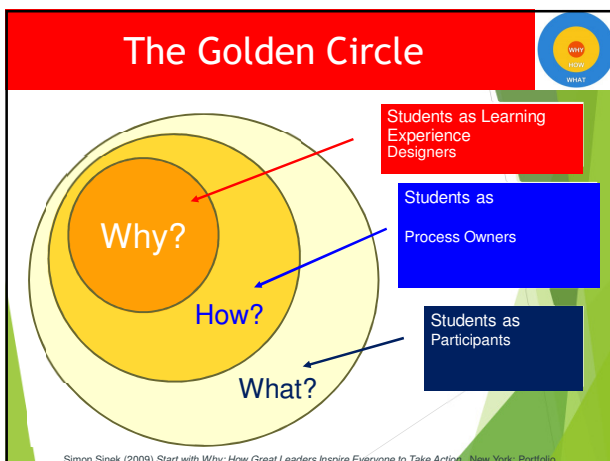 The Golden Circle
WHY
HOW
WHAT
Students as Learning
Experience
Designers
Why?
Students as
Process Owners
How?
Students as
Participants
What?
Simon Sinek (2009) Start with Why: How Great Leaders Inspire Everyone to Take Action. New York: Portfolio